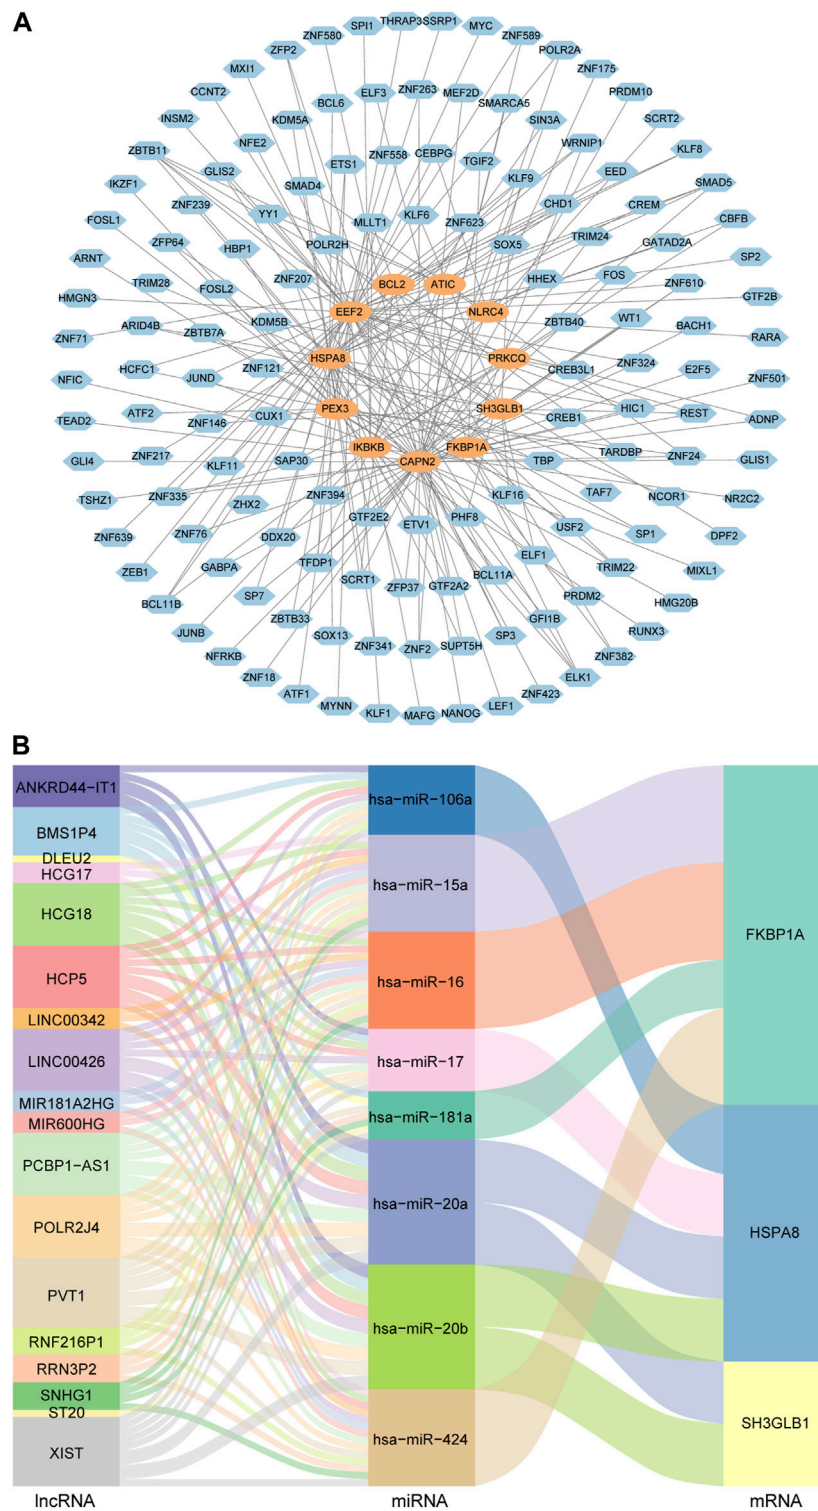 A
THRAP3 SSRP1
SPI1 MYC
ZNF580 ZNF589
ZFP2 POLR2A
MXI1 ZNF175
ELF3 ZNF263 MEF2D
CCNT2 BCL6 SMARCA5 PRDM10
INSM2 KDM5A SIN3A SCRT2
NFE2 WRNIP1
ZBTB11 ETS1 ZNF558 CEBPG TGIF2 KLF8
GLIS2 EED
IKZF1 SMAD4 KLF9 SMAD5
ZNF239 CHD1 CREM
FOSL1 YY1 MLLT1 KLF6 ZNF623 CBFB
ZFP64 HBP1 POLR2H SOX5 TRIM24 GATAD2A
ARNT SP2
TRIM28 FOSL2 ZNF207 BCL2 ATIC HHEX FOS ZNF610
HMGN3 GTF2B
EEF2 NLRC4
ARID4B ZBTB7A KDM5B ZBTB40 WT1 BACH1
ZNF71 RARA
HSPA8 PRKCQ
HCFC1 JUND ZNF121 CREB3L1 ZNF324 E2F5
NFIC ZNF501
ATF2 CUX1 PEX3 SH3GLB1 CREB1 HIC1 REST
TEAD2 ZNF146 ADNP
IKBKB FKBP1A
GLI4 ZNF217 KLF11 SAP30 CAPN2 TBP TARDBP ZNF24 GLIS1
TSHZ1 ZNF335 ZHX2 ZNF394 KLF16 TAF7 NCOR1 NR2C2
GTF2E2 ETV1 PHF8
ZNF639 ZNF76 DDX20 USF2 SP1 DPF2
ZEB1 GABPA TFDP1 ELF1 TRIM22 MIXL1
SCRT1 ZFP37 GTF2A2 BCL11A
BCL11B SP7 PRDM2 HMG20B
ZBTB33 GFI1B
JUNB SOX13 ZNF341 ZNF2 SUPT5H SP3 RUNX3
NFRKB ZNF382
ZNF18 ELK1
ATF1 ZNF423
MYNN LEF1
KLF1 MAFG NANOG
B
ANKRD44−IT1
BMS1P4
DLEU2
HCG17
HCG18
HCP5
LINC00342
LINC00426
MIR181A2HG
MIR600HG
PCBP1−AS1
POLR2J4
PVT1
RNF216P1
RRN3P2
SNHG1
ST20
XIST
lncRNA
hsa−miR−106a
hsa−miR−15a
hsa−miR−16
hsa−miR−17
hsa−miR−181a
hsa−miR−20a
hsa−miR−20b
hsa−miR−424
miRNA
FKBP1A
HSPA8
SH3GLB1
mRNA